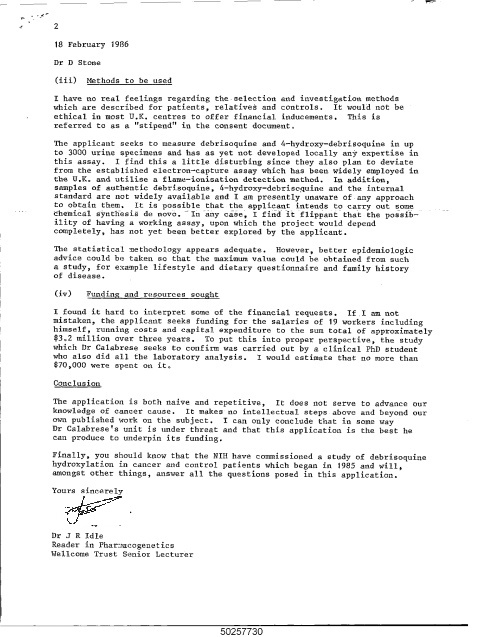 2
18 February 1986
Dr D Stone
(iii) Methods to be used
I have no real feelings regarding the selection and investigation methods
which are described for patients, relatives and controls. It would not be
ethical in most U.K. centres to offer financial inducements. This is
referred to as a "stipend" in the consent document.
The applicant seeks to measure debrisoquine and 4-hydroxy-debrisoquine in up
to 3000 urine specimens and has as yet not developed locally any expertise in
this assay. I find this a little disturbing since they also plan to deviate
from the established electron-capture assay which has been widely employed in
the U.K. and utilise a flame-ionisation detection method. In addition,
samples of authentic debrisoquine, 4-hydroxy-debrisoquine and the internal
standard are not widely available and I am presently unaware of any approach
to obtain them. It is possible that the applicant intends to carry out some
chemical synthesis de novo. In any case, I find it flippant that the possib-
ility of having a working assay, upon which the project would depend
completely, has not yet been better explored by the applicant.
The statistical methodology appears adequate. However, better epidemiologic
advice could be taken so that the maximum value could be obtained from such
a study, for example lifestyle and dietary questionnaire and family history
of disease.
(iv) Funding and resources sought
I found it hard to interpret some of the financial requests. If I am not
mistaken, the applicant seeks funding for the salaries of 19 workers including
himself, running costs and capital expenditure to the sum total of approximately
$3.2 million over three years. To put this into proper perspective, the study
which Dr Calabrese seeks to confirm was carried out by a clinical PhD student
who also did all the laboratory analysis. I would estimate that no more than
$70,000 were spent on it.
Conclusion
The application is both naive and repetitive. It does not serve to advance our
knowledge of cancer cause. It makes no intellectual steps above and beyond our
own published work on the subject. I can only conclude that in some way
Dr Calabrese's unit is under threat and that this application is the best he
can produce to underpin its funding.
Finally, you should know that the NIH have commissioned a study of debrisoquine
hydroxylation in cancer and control patients which began in 1985 and will,
amongst other things, answer all the questions posed in this application.
Yours sincerely
Dr J R Idle
Reader in Pharmacogenetics
Wellcome Trust Senior Lecturer
50257730